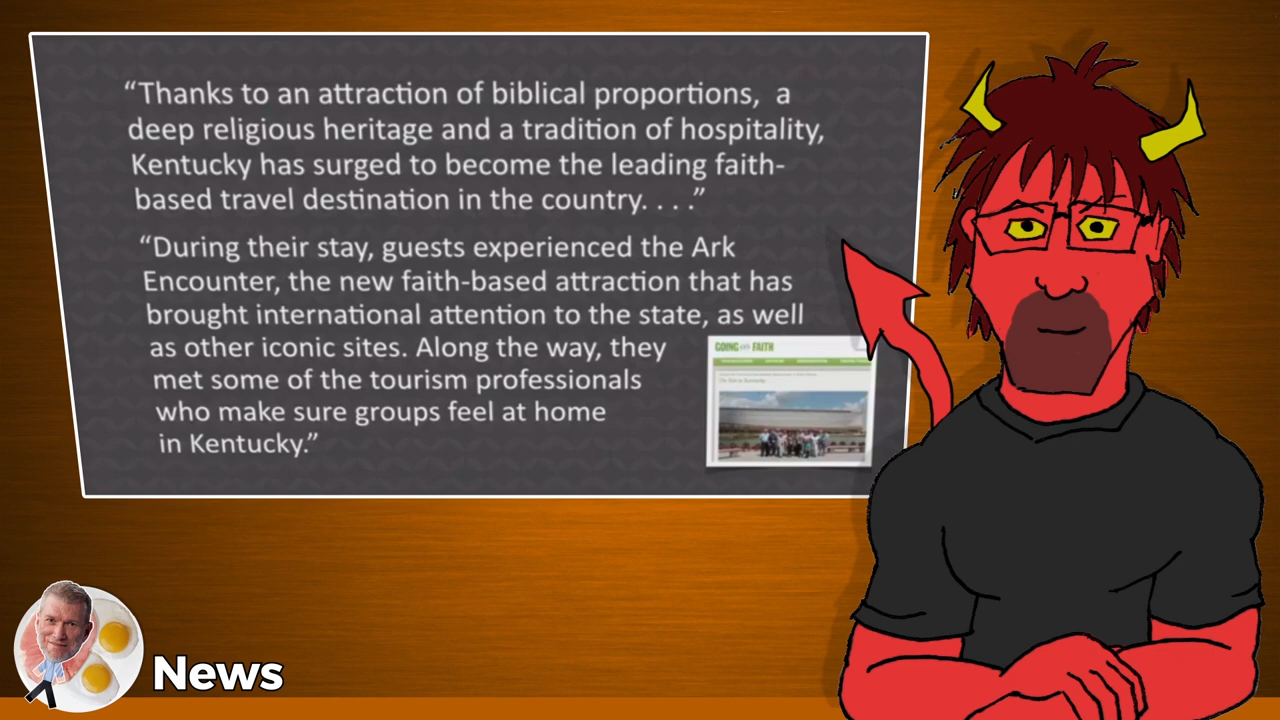 “Thanks to an attraction of biblical proportions, a
deep religious heritage and a tradition of hospitality,
Kentucky has surged to become the leading faith-
based travel destination in the country. . . .”
“During their stay, guests experienced the Ark
Encounter, the new faith-based attraction that has
brought international attention to the state, as well
as other iconic sites. Along the way, they
met some of the tourism professionals
who make sure groups feel at home
in Kentucky.”
GOING on FAITH
News